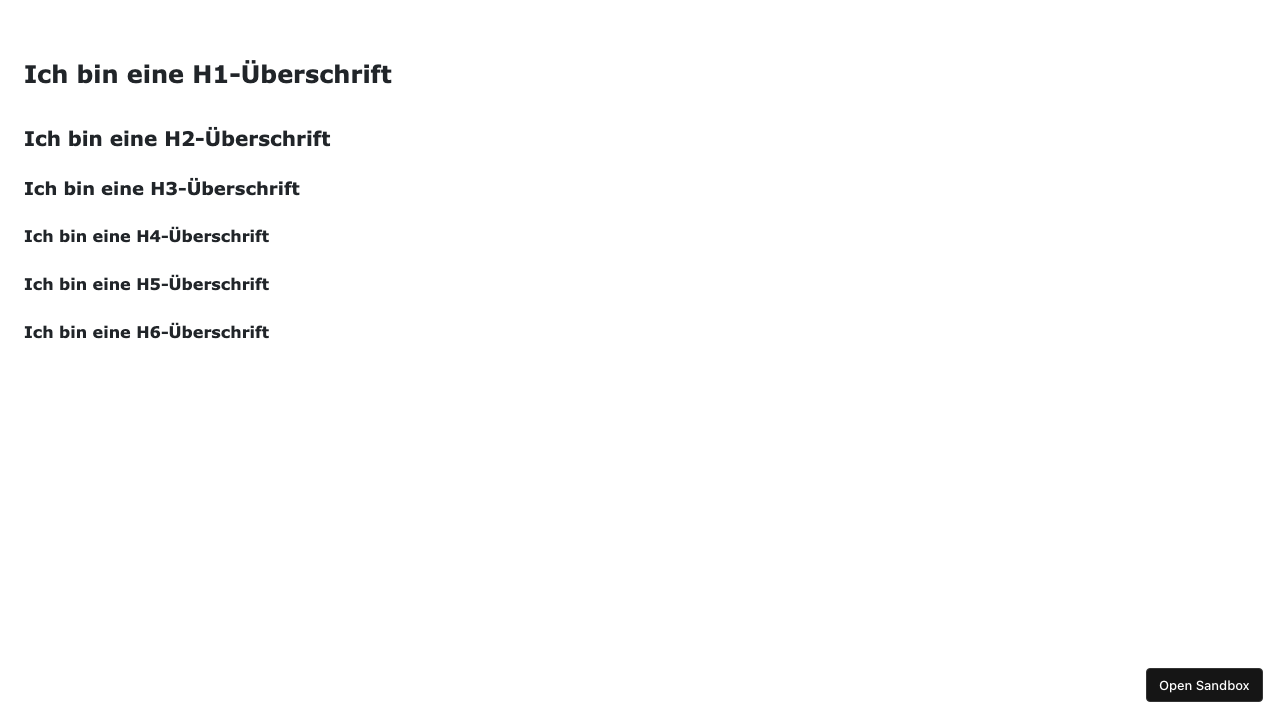 Ich bin eine H1-Überschrift
Ich bin eine H2-Überschrift
Ich bin eine H3-Überschrift
Ich bin eine H4-Überschrift
Ich bin eine H5-Überschrift
Ich bin eine H6-Überschrift
Open Sandbox